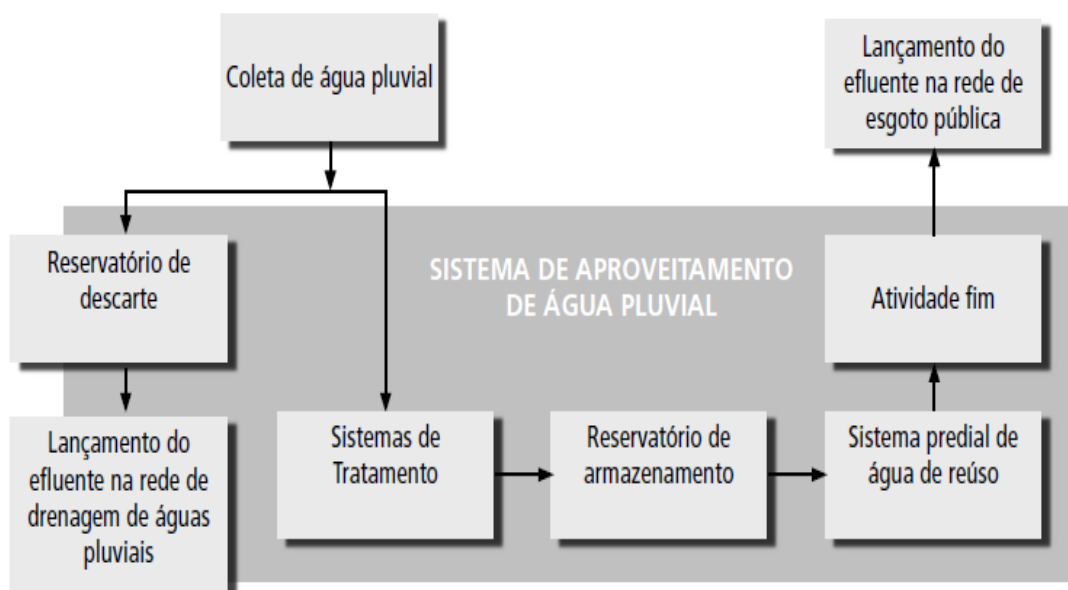 Coleta de água pluvial
Lançamento do
efluente na rede de
esgoto pública
Reservatório de
descarte
SISTEMA DE APROVEITAMENTO
DE ÁGUA PLUVIAL
Atividade fim
Lançamento do
efluente na rede de
drenagem de águas
pluviais
Sistemas de
Tratamento
Reservatório de
armazenamento
Sistema predial de
água de reúso